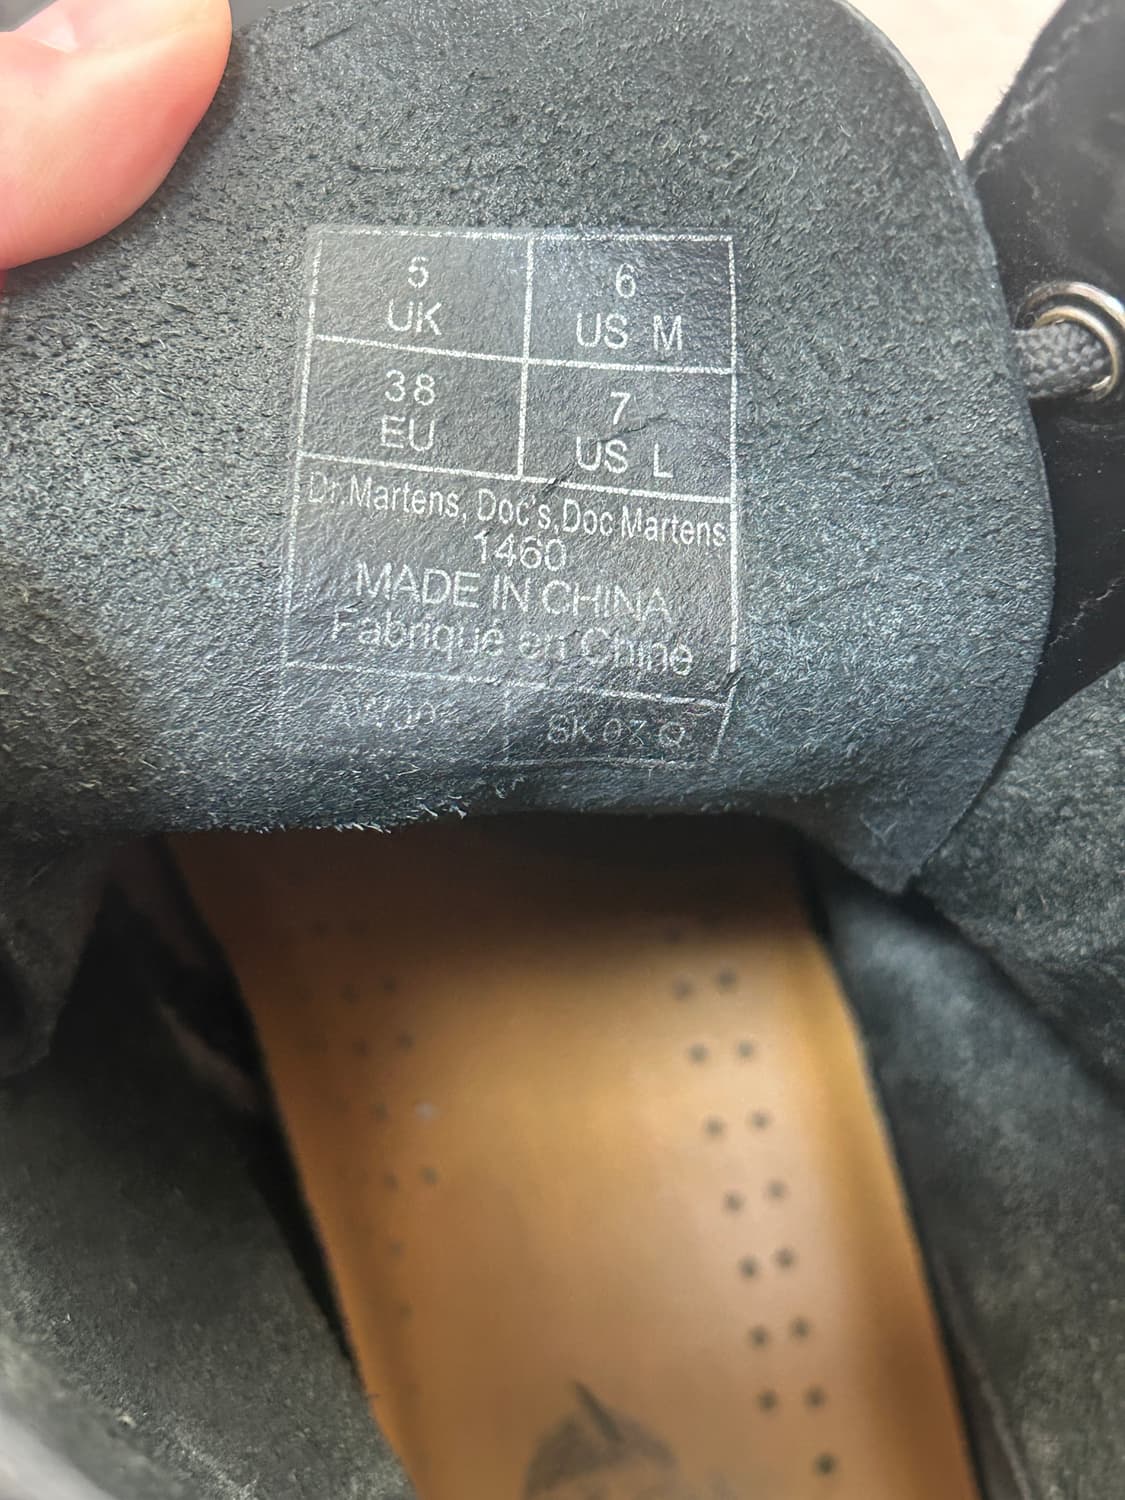 5 UK
6 US M
38 EU
7 US L
Dr.Martens, Doc's, Doc Martens
1460
MADE IN CHINA
Fabriqué en Chine